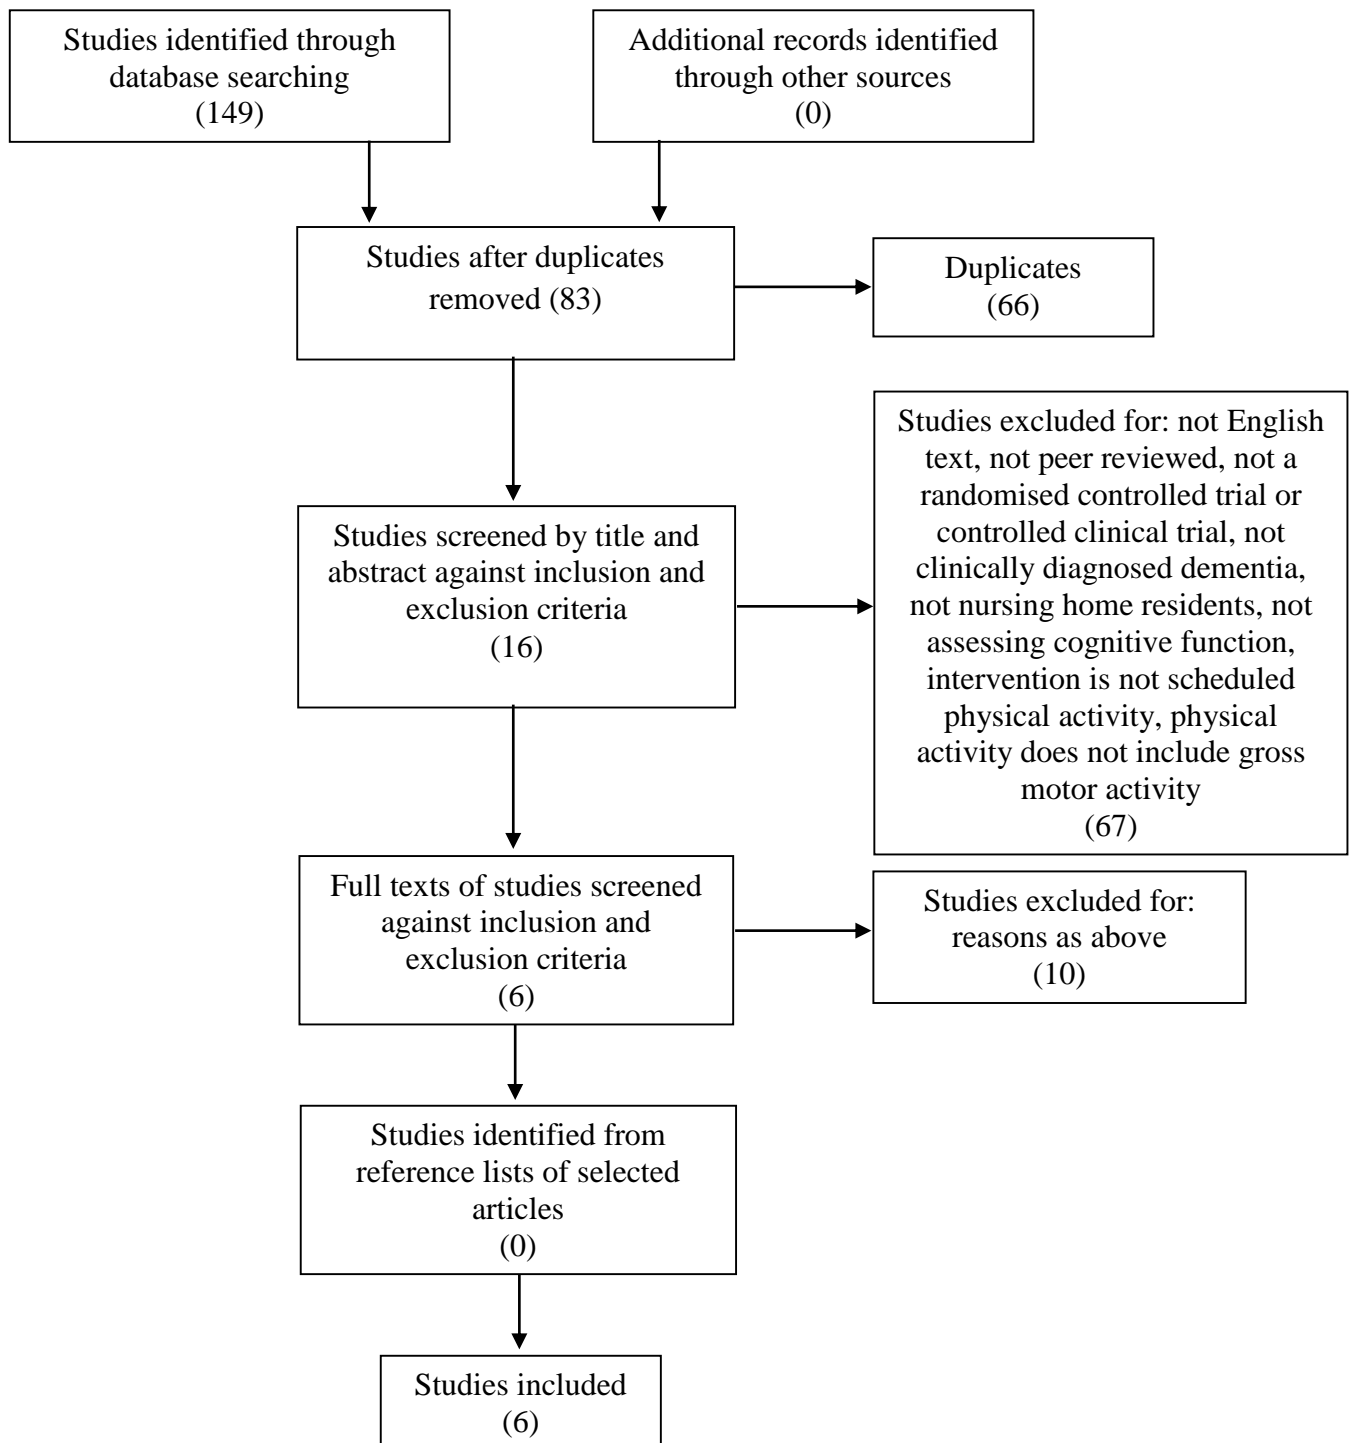 Studies identified through
database searching
(149)
Additional records identified
through other sources
(0)
Studies after duplicates
removed (83)
Duplicates
(66)
Studies screened by title and
abstract against inclusion and
exclusion criteria
(16)
Studies excluded for: not English
text, not peer reviewed, not a
randomised controlled trial or
controlled clinical trial, not
clinically diagnosed dementia,
not nursing home residents, not
assessing cognitive function,
intervention is not scheduled
physical activity, physical
activity does not include gross
motor activity
(67)
Full texts of studies screened
against inclusion and
exclusion criteria
(6)
Studies excluded for:
reasons as above
(10)
Studies identified from
reference lists of selected
articles
(0)
Studies included
(6)